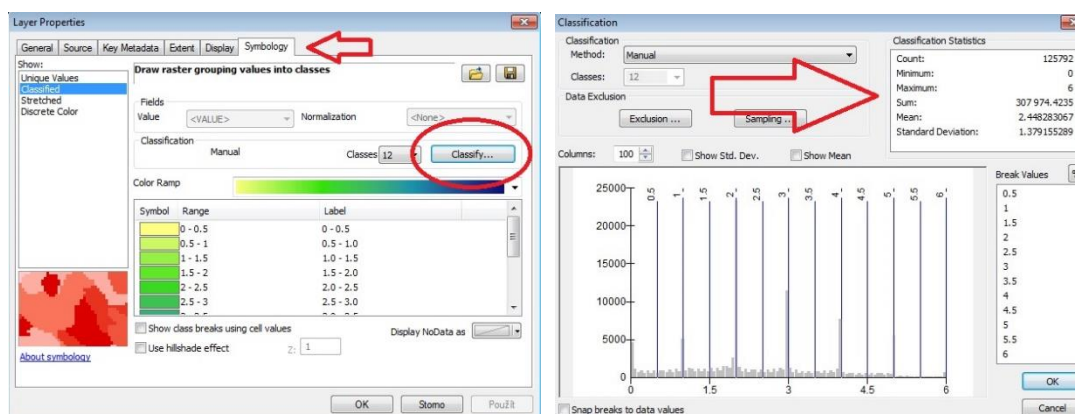 Layer Properties
General Source Key Metadata Extent Display Symbology
Show:
Unique Values
Classified
Stretched
Discrete Color
Draw raster grouping values into classes
Fields
Value <VALUE> Normalization <None>
Classification
Manual Classes 12 Classify...
Color Ramp
Symbol Range Label
0 - 0.5 0 - 0.5
0.5 - 1 0.5 - 1.0
1 - 1.5 1.0 - 1.5
1.5 - 2 1.5 - 2.0
2 - 2.5 2.0 - 2.5
2.5 - 3 2.5 - 3.0
Show class breaks using cell values
Display NoData as
Use hillshade effect Z: 1
About symbology
OK Storno Použít
Classification
Classification
Method: Manual
Classes: 12
Data Exclusion
Exclusion ... Sampling ...
Classification Statistics
Count: 125792
Minimum: 0
Maximum: 6
Sum: 307 974.4235
Mean: 2.448283067
Standard Deviation: 1.379155289
Columns: 100 Show Std. Dev. Show Mean
0.5 1 1.5 2 2.5 3 3.5 4 4.5 5 5.5 6
25000
20000
15000
10000
5000
0
0 1.5 3 4.5 6
Break Values %
0.5
1
1.5
2
2.5
3
3.5
4
4.5
5
5.5
6
OK
Snap breaks to data values
Cancel